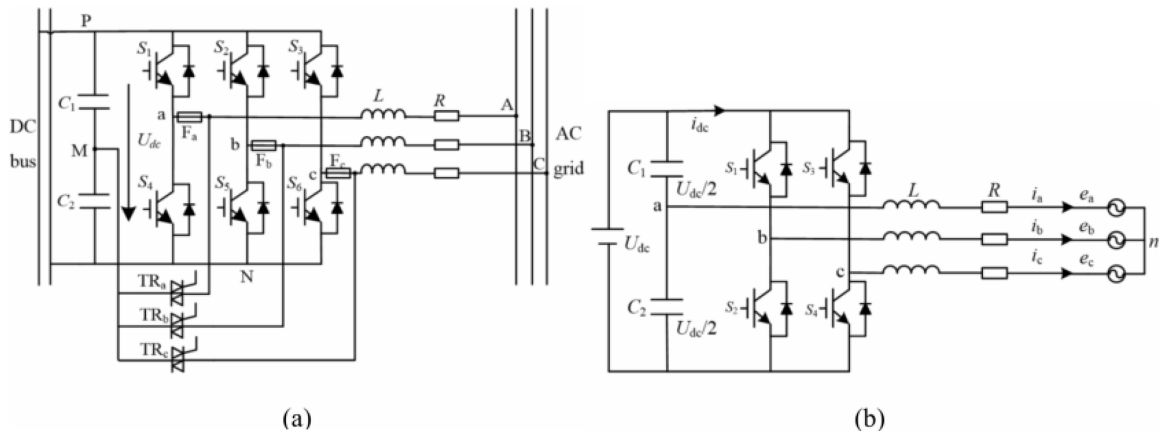 P
S1
S2
S3
C1
a
Fa
L
R
A
DC
bus
M
Udc
b
Fb
B
AC
grid
C
c
Fc
C2
S4
S5
S6
N
TRa
TRb
TRc
(a)
idc
C1
Udc/2
S1
S3
a
L
R
ia
ea
Udc
b
ib
eb
n
c
ic
ec
C2
Udc/2
S2
S4
(b)